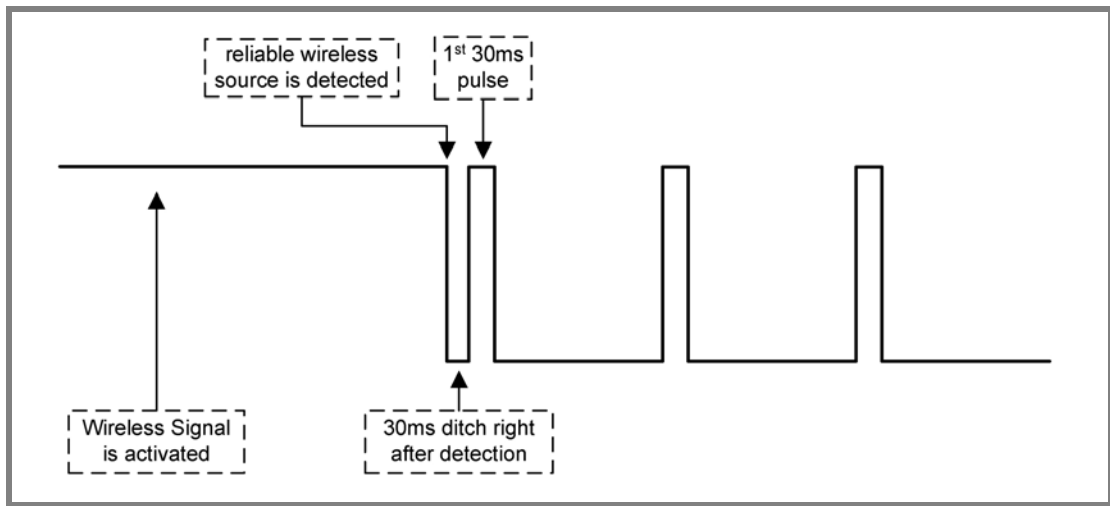 reliable wireless
source is detected
1st 30ms
pulse
Wireless Signal
is activated
30ms ditch right
after detection